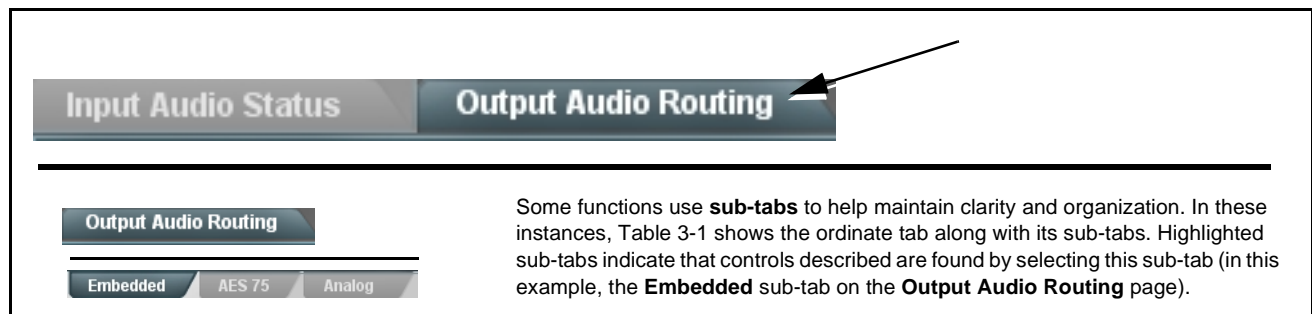 Input Audio Status Output Audio Routing
Output Audio Routing
Embedded AES 75 Analog
Some functions use sub-tabs to help maintain clarity and organization. In these
instances, Table 3-1 shows the ordinate tab along with its sub-tabs. Highlighted
sub-tabs indicate that controls described are found by selecting this sub-tab (in this
example, the Embedded sub-tab on the Output Audio Routing page).